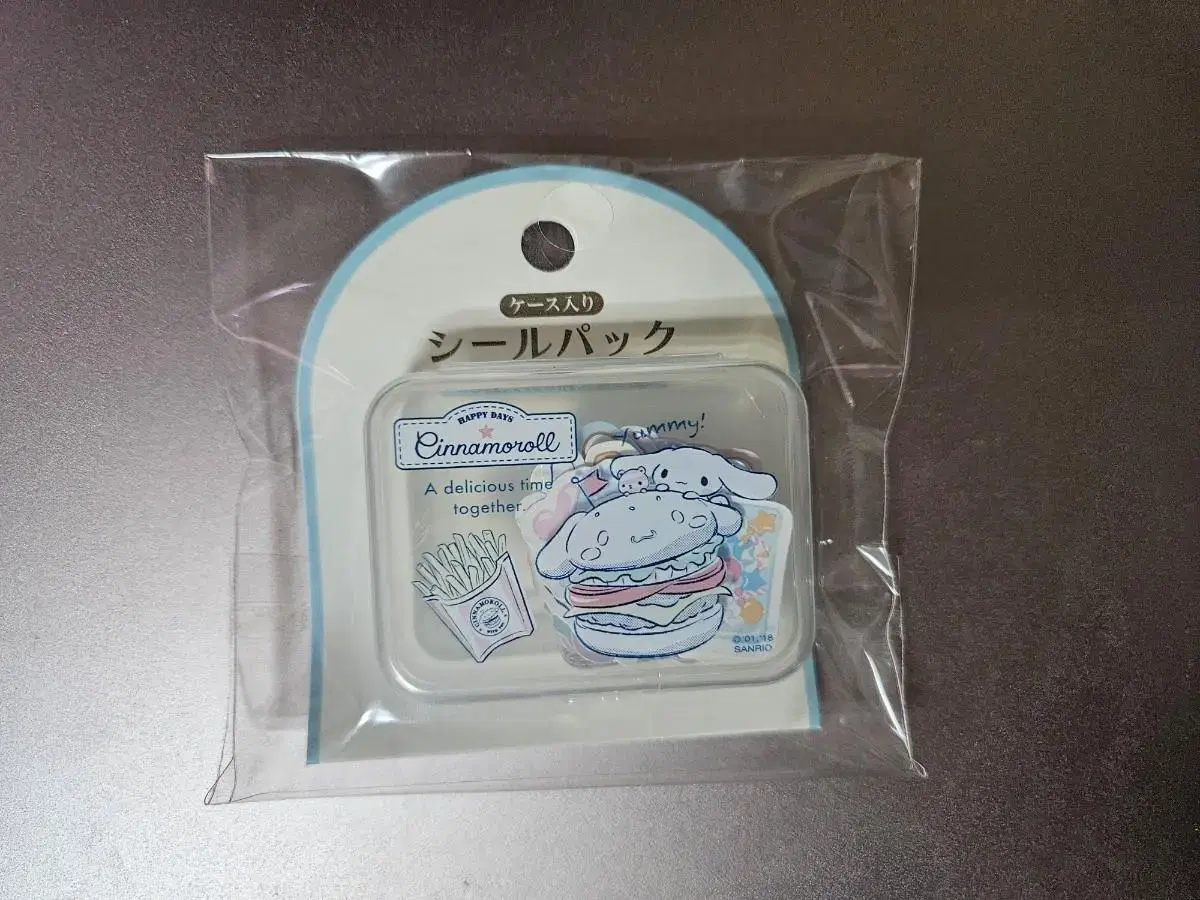 ケース入り
シールパック
HAPPY DAYS
Cinnamoroll
Yummy!
A delicious time
together.
CINNAMOROLL
©'01,'18
SANRIO